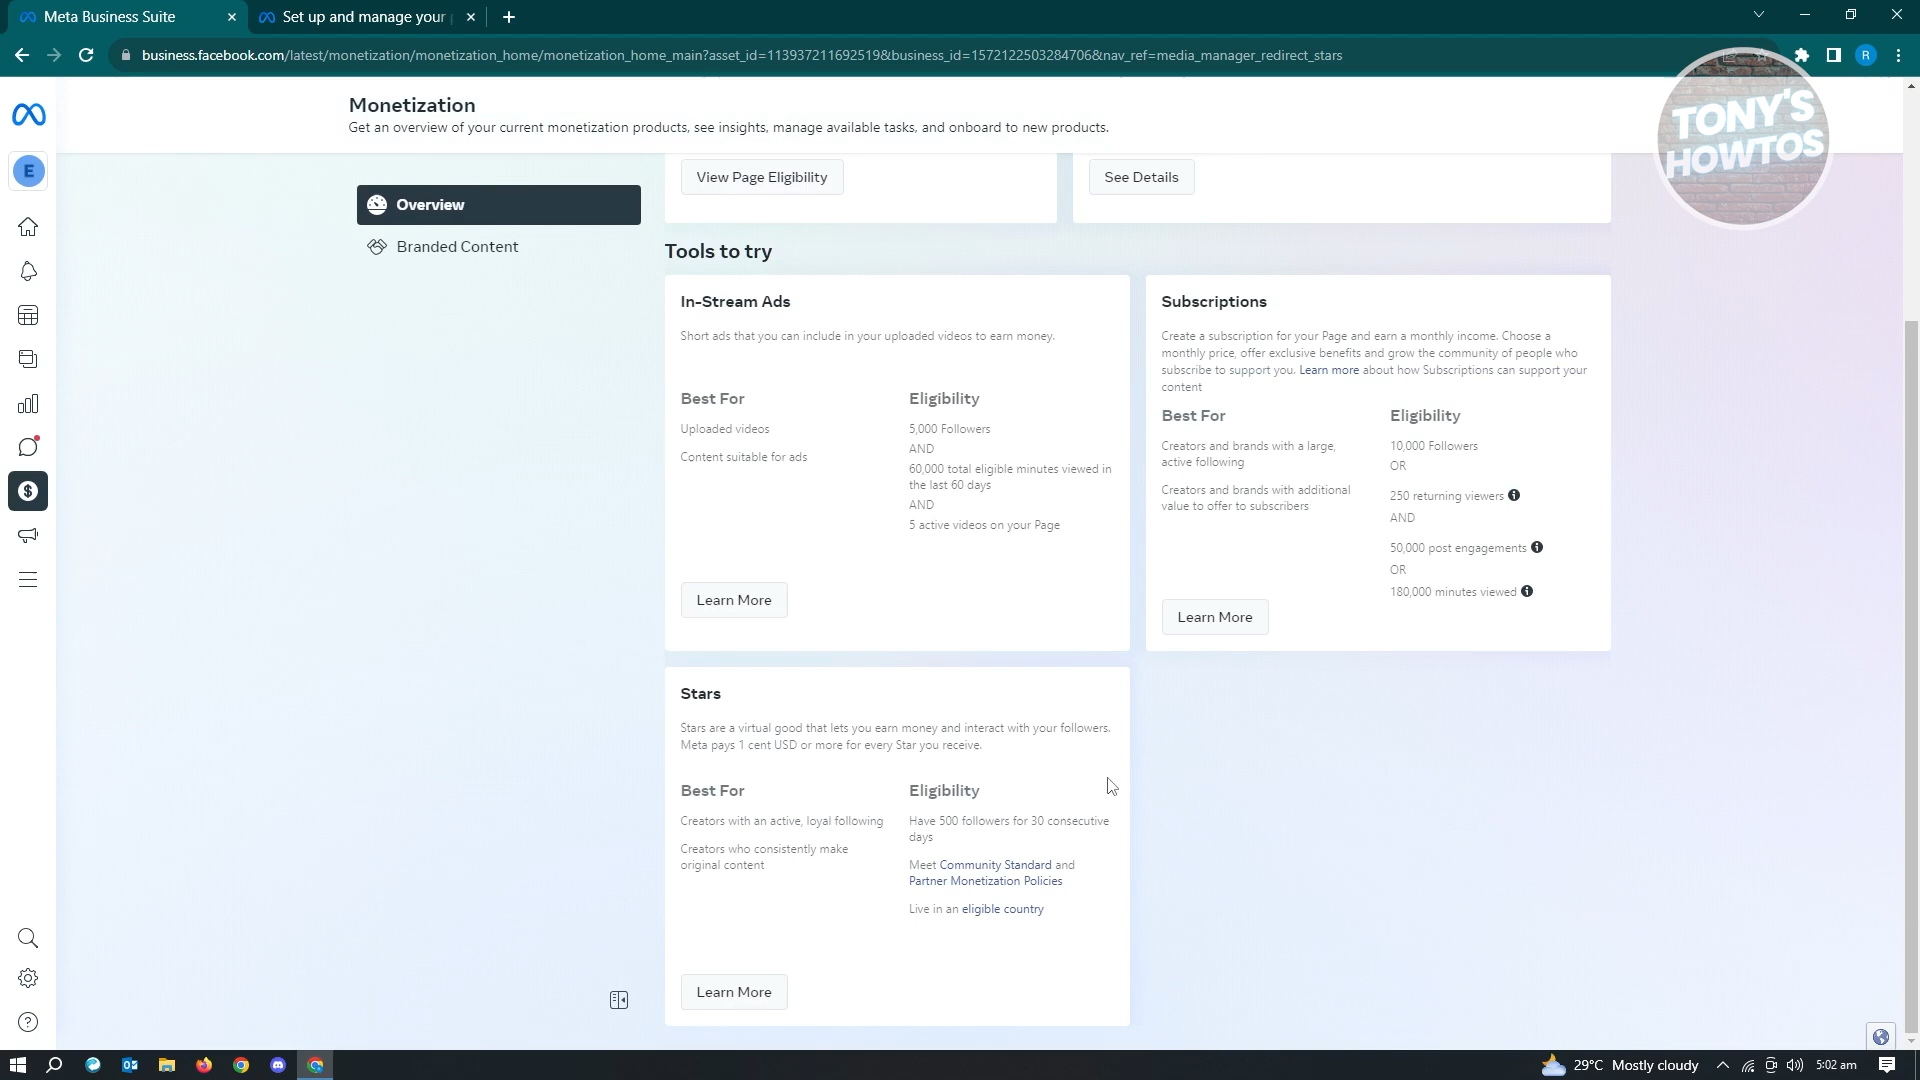 Meta Business Suite
Set up and manage your
business.facebook.com/latest/monetization/monetization_home/monetization_home_main?asset_id=113937211692519&business_id=1572122503284706&nav_ref=media_manager_redirect_stars
R
TONY'S
HOWTOS
Monetization
Get an overview of your current monetization products, see insights, manage available tasks, and onboard to new products.
E
Overview
Branded Content
View Page Eligibility
See Details
Tools to try
In-Stream Ads
Short ads that you can include in your uploaded videos to earn money.
Best For
Uploaded videos
Content suitable for ads
Eligibility
5,000 Followers
AND
60,000 total eligible minutes viewed in
the last 60 days
AND
5 active videos on your Page
Learn More
Subscriptions
Create a subscription for your Page and earn a monthly income. Choose a
monthly price, offer exclusive benefits and grow the community of people who
subscribe to support you. Learn more about how Subscriptions can support your
content
Best For
Creators and brands with a large,
active following
Creators and brands with additional
value to offer to subscribers
Eligibility
10,000 Followers
OR
250 returning viewers
AND
50,000 post engagements
OR
180,000 minutes viewed
Learn More
Stars
Stars are a virtual good that lets you earn money and interact with your followers.
Meta pays 1 cent USD or more for every Star you receive.
Best For
Creators with an active, loyal following
Creators who consistently make
original content
Eligibility
Have 500 followers for 30 consecutive
days
Meet Community Standard and
Partner Monetization Policies
Live in an eligible country
Learn More
29°C Mostly cloudy
5:02 am